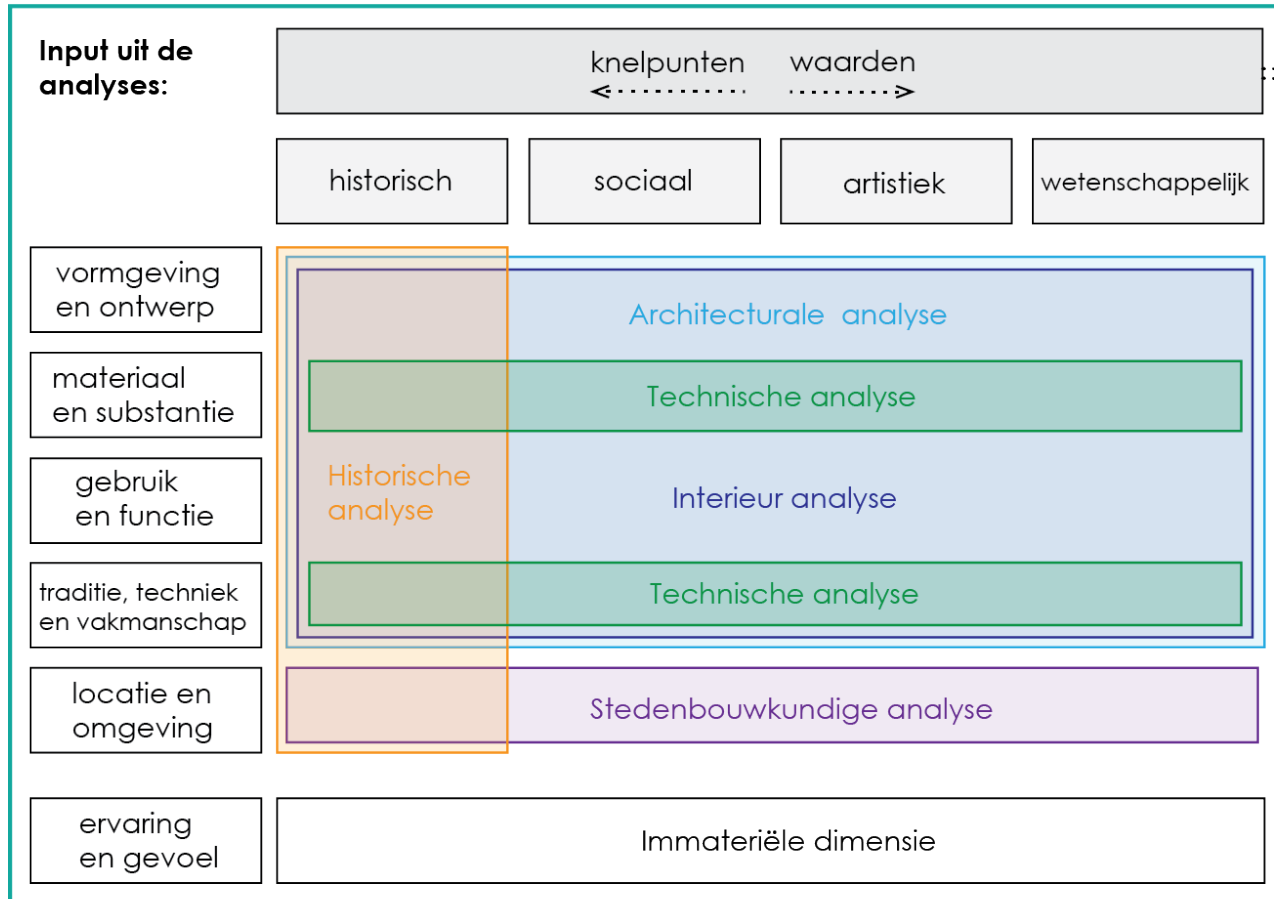 Input uit de
analyses:
knelpunten waarden
historisch
sociaal
artistiek
wetenschappelijk
vormgeving
en ontwerp
Architecturale analyse
materiaal
en substantie
Technische analyse
gebruik
en functie
Historische
analyse
Interieur analyse
traditie, techniek
en vakmanschap
Technische analyse
locatie en
omgeving
Stedenbouwkundige analyse
ervaring
en gevoel
Immateriële dimensie